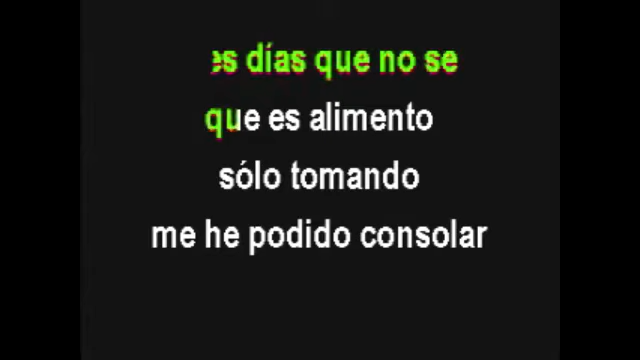 es días que no se
que es alimento
sólo tomando
me he podido consolar